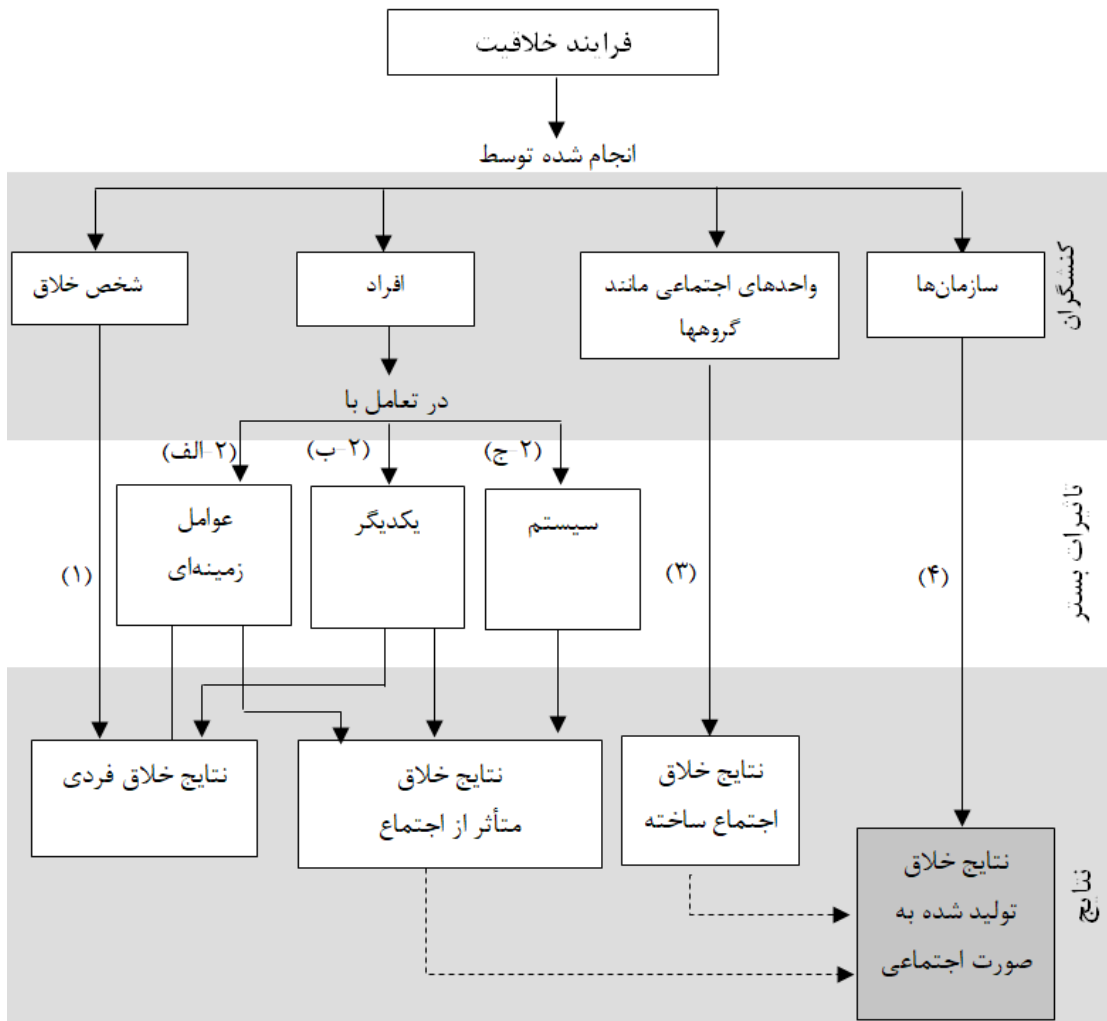 فرایند خلاقیت
انجام شده توسط
کنشگران
سازمان‌ها
واحدهای اجتماعی مانند
گروهها
افراد
شخص خلاق
در تعامل با
(۲-ج)
(۲-ب)
(۲-الف)
تاثیرات بستر
سیستم
یکدیگر
عوامل
زمینه‌ای
(۴)
(۳)
(۱)
نتایج
نتایج خلاق
تولید شده به
صورت اجتماعی
نتایج خلاق
اجتماع ساخته
نتایج خلاق
متأثر از اجتماع
نتایج خلاق فردی